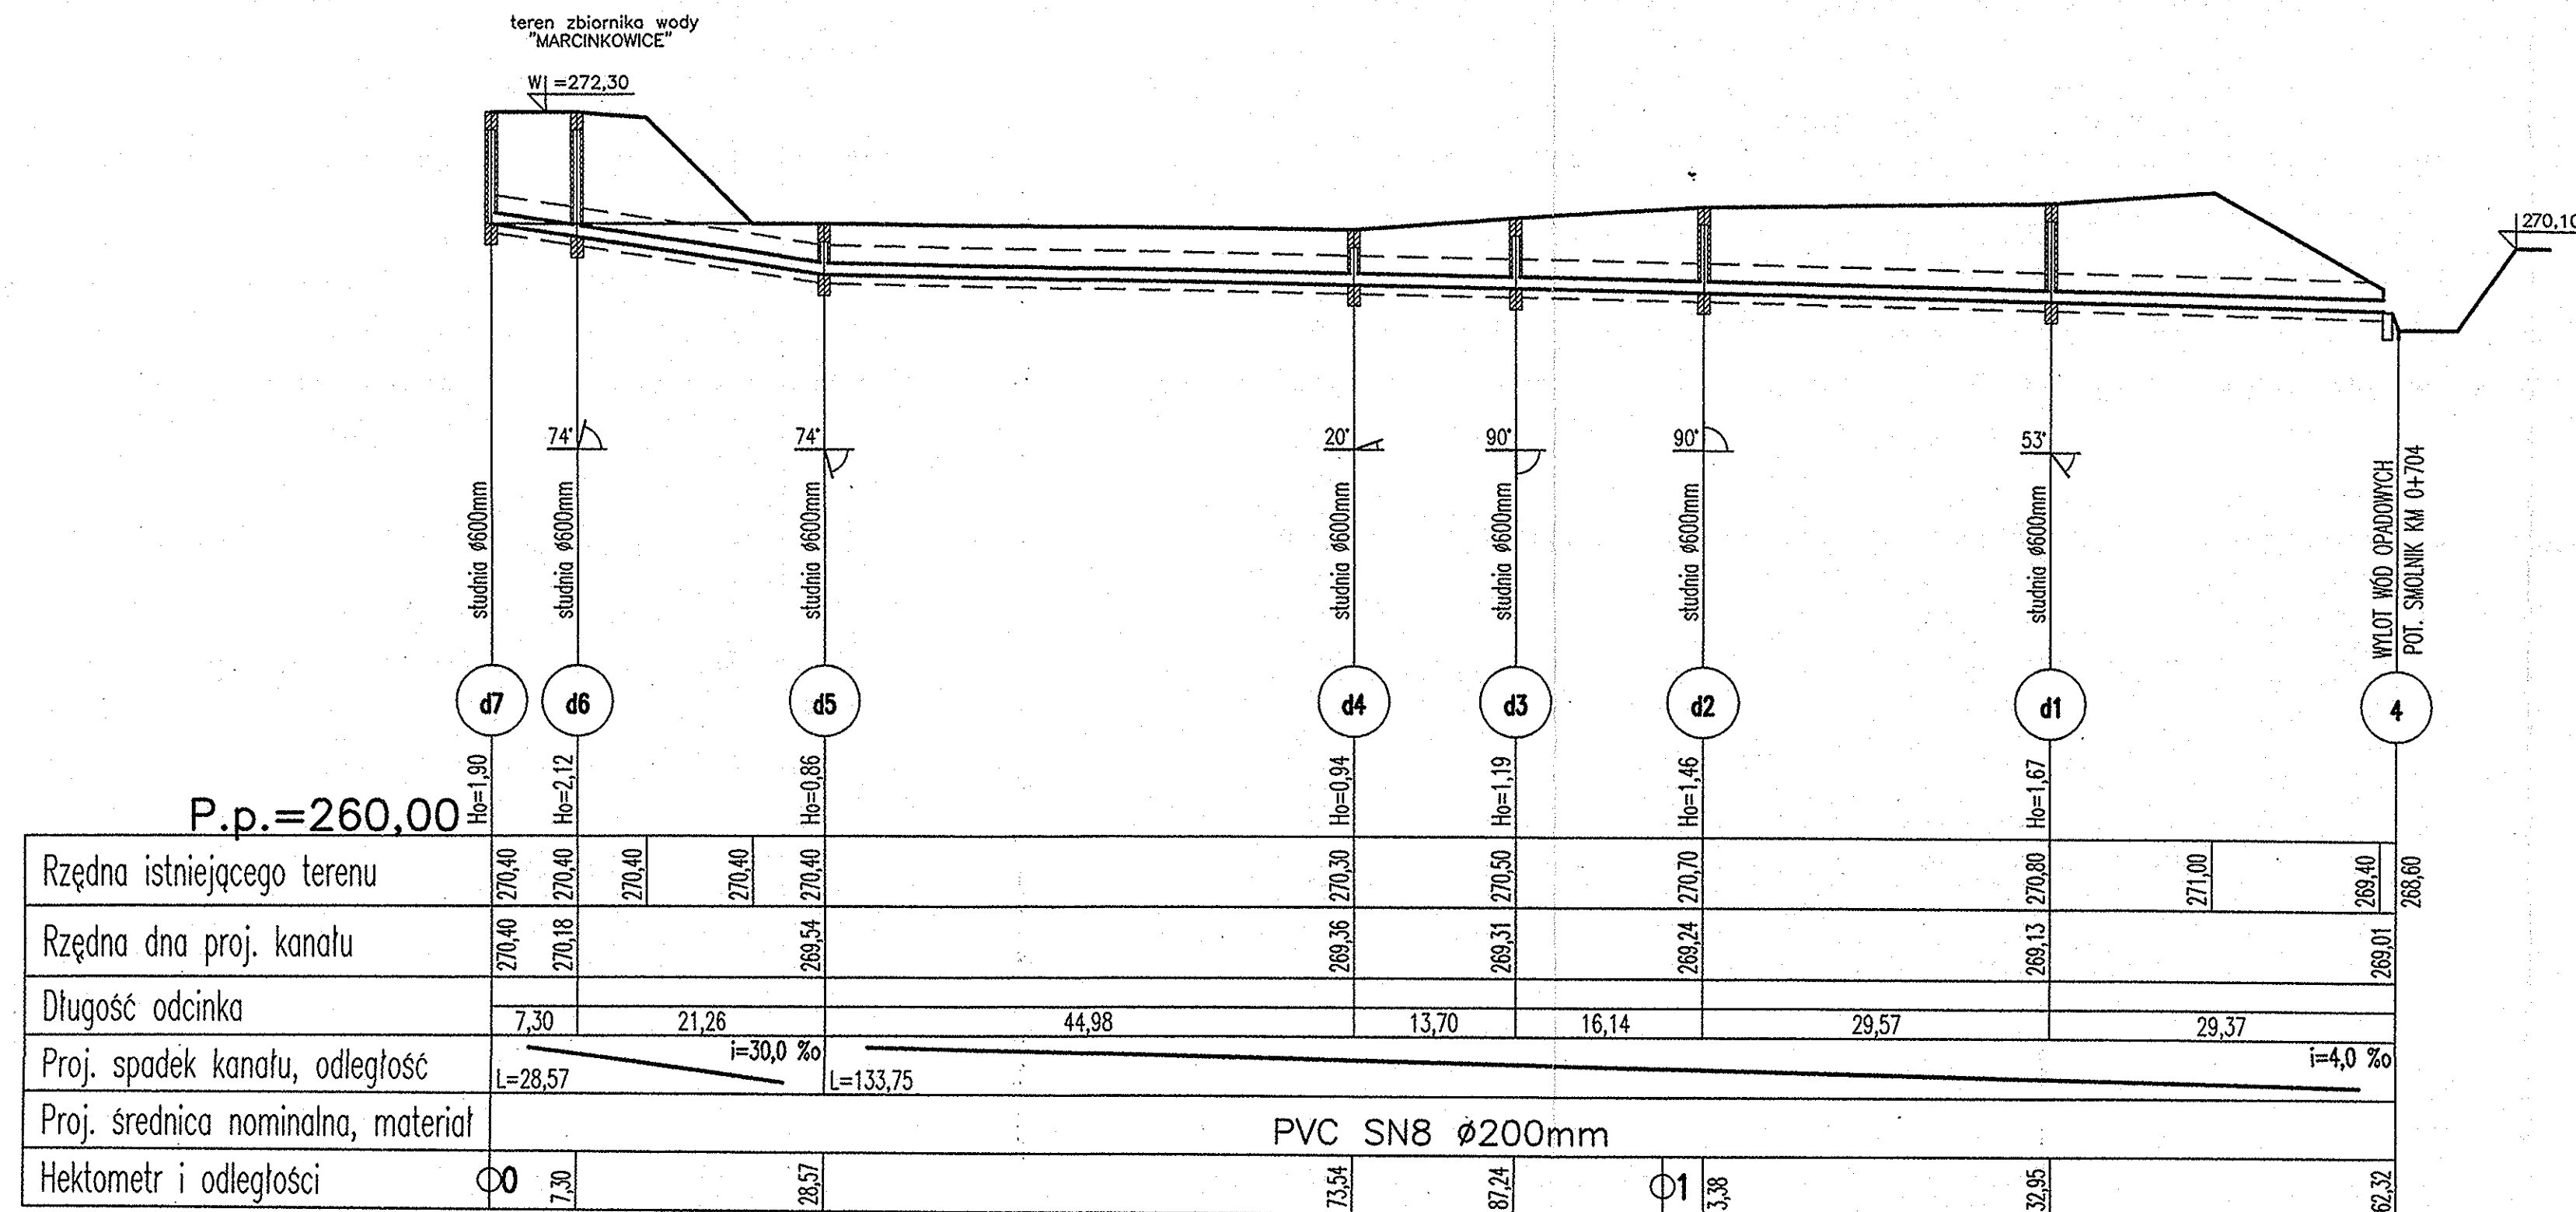 teren zbiornika wody
"MARCINKOWICE"
Wl =272,30
270,10
74°
74°
20°
90°
90°
53°
studnia ø600mm
studnia ø600mm
studnia ø600mm
studnia ø600mm
studnia ø600mm
studnia ø600mm
studnia ø600mm
WYLOT WÓD OPADOWYCH
POT. SMOLNIK KM 0+704
d7
d6
d5
d4
d3
d2
d1
4
Ho=1,90
Ho=2,12
Ho=0,86
Ho=0,94
Ho=1,19
Ho=1,46
Ho=1,67
P.p.=260,00
Rzędna istniejącego terenu
270,40
270,40
270,40
270,40
270,40
270,30
270,50
270,70
270,80
271,00
269,40
268,60
Rzędna dna proj. kanału
270,40
270,18
269,54
269,36
269,31
269,24
269,13
269,01
Długość odcinka
7,30
21,26
44,98
13,70
16,14
29,57
29,37
Proj. spadek kanału, odległość
i=30,0 ‰
L=28,57
L=133,75
i=4,0 ‰
Proj. średnica nominalna, materiał
PVC SN8 ø200mm
Hektometr i odległości
0
7,30
28,57
73,54
87,24
1
3,38
32,95
62,32